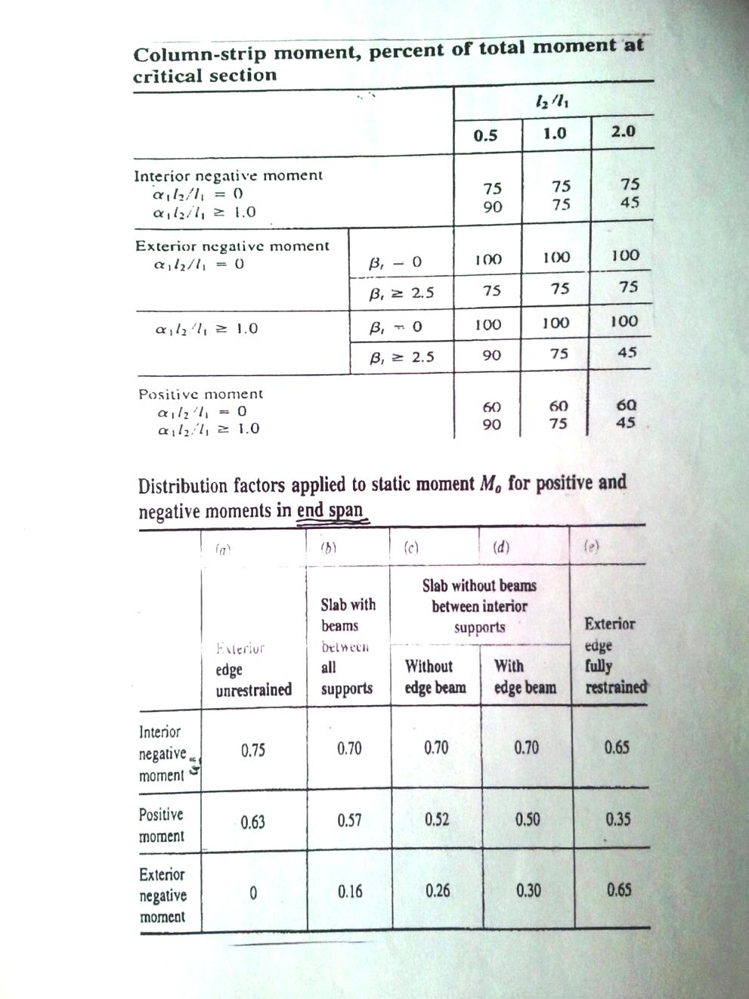 Column-strip moment, percent of total moment at
critical section
l₂/l₁
0.5 1.0 2.0
Interior negative moment
α₁l₂/l₁ = 0 75 75 75
α₁l₂/l₁ ≥ 1.0 90 75 45
Exterior negative moment
α₁l₂/l₁ = 0 βₜ = 0 100 100 100
βₜ ≥ 2.5 75 75 75
α₁l₂/l₁ ≥ 1.0 βₜ = 0 100 100 100
βₜ ≥ 2.5 90 75 45
Positive moment
α₁l₂/l₁ = 0 60 60 60
α₁l₂/l₁ ≥ 1.0 90 75 45
Distribution factors applied to static moment Mₒ for positive and
negative moments in end span
(a) (b) (c) (d) (e)
Exterior
edge
unrestrained
Slab with
beams
between
all
supports
Slab without beams
between interior
supports
Without
edge beam
With
edge beam
Exterior
edge
fully
restrained
Interior
negative
moment
0.75 0.70 0.70 0.70 0.65
Positive
moment
0.63 0.57 0.52 0.50 0.35
Exterior
negative
moment
0 0.16 0.26 0.30 0.65